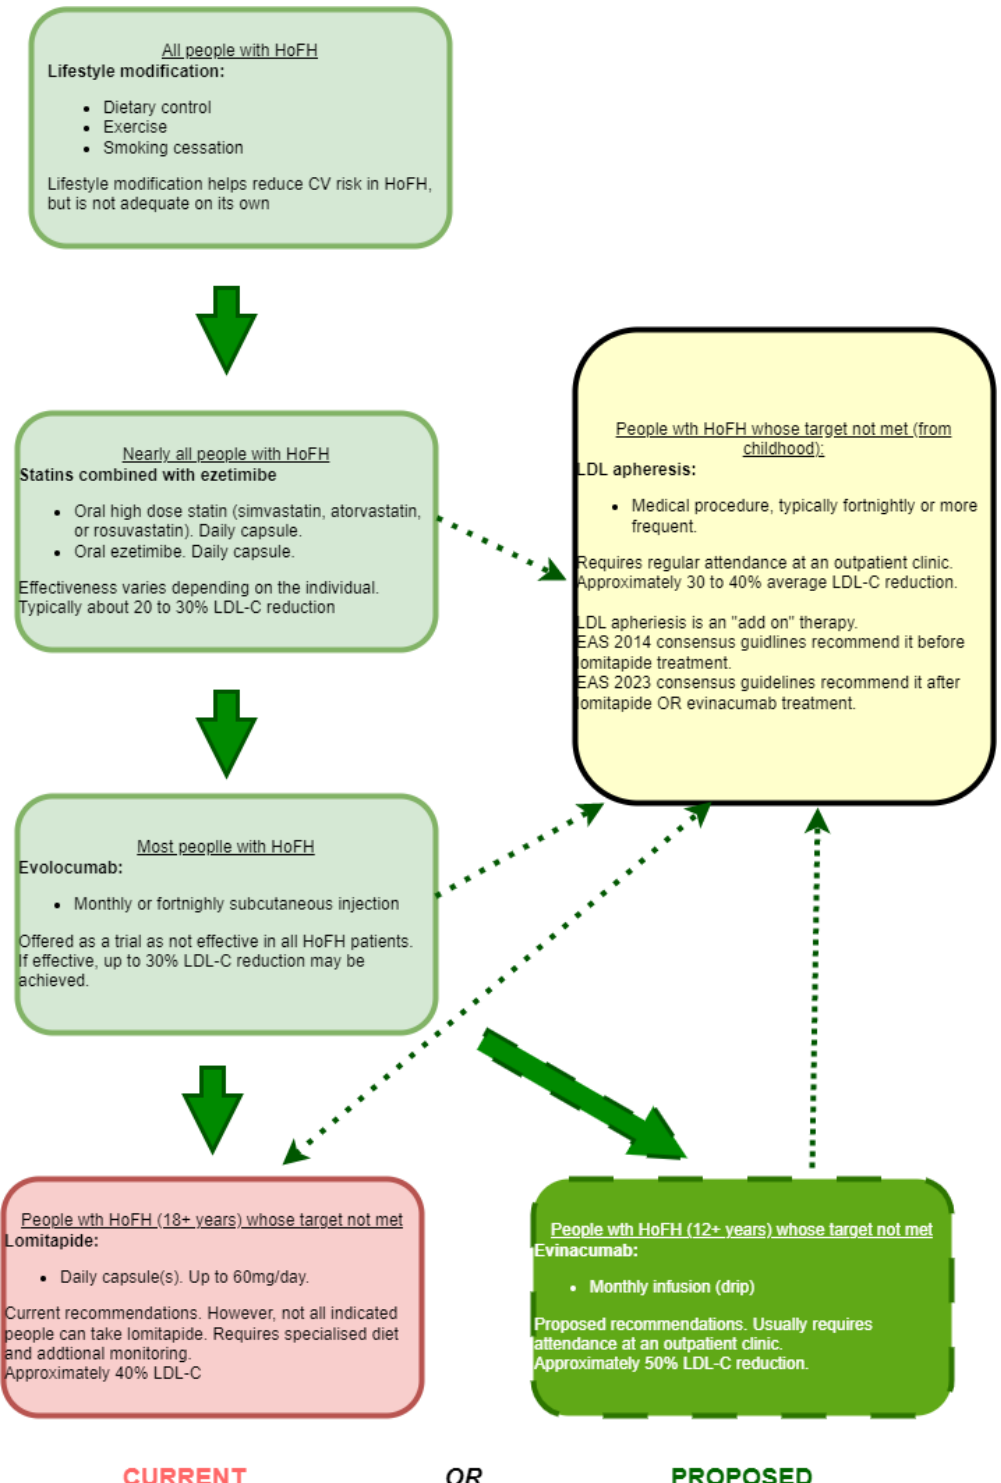 All people with HoFH
Lifestyle modification:
• Dietary control
• Exercise
• Smoking cessation
Lifestyle modification helps reduce CV risk in HoFH,
but is not adequate on its own
Nearly all people with HoFH
Statins combined with ezetimibe
• Oral high dose statin (simvastatin, atorvastatin,
or rosuvastatin). Daily capsule.
• Oral ezetimibe. Daily capsule.
Effectiveness varies depending on the individual.
Typically about 20 to 30% LDL-C reduction
People wth HoFH whose target not met (from
childhood):
LDL apheresis:
• Medical procedure, typically fortnightly or more
frequent.
Requires regular attendance at an outpatient clinic.
Approximately 30 to 40% average LDL-C reduction.
LDL apheriesis is an "add on" therapy.
EAS 2014 consensus guidlines recommend it before
lomitapide treatment.
EAS 2023 consensus guidelines recommend it after
lomitapide OR evinacumab treatment.
Most peoplle with HoFH
Evolocumab:
• Monthly or fortnighly subcutaneous injection
Offered as a trial as not effective in all HoFH patients.
If effective, up to 30% LDL-C reduction may be
achieved.
People wth HoFH (18+ years) whose target not met
Lomitapide:
• Daily capsule(s). Up to 60mg/day.
Current recommendations. However, not all indicated
people can take lomitapide. Requires specialised diet
and addtional monitoring.
Approximately 40% LDL-C
People wth HoFH (12+ years) whose target not met
Evinacumab:
• Monthly infusion (drip)
Proposed recommendations. Usually requires
attendance at an outpatient clinic.
Approximately 50% LDL-C reduction.
CURRENT OR PROPOSED